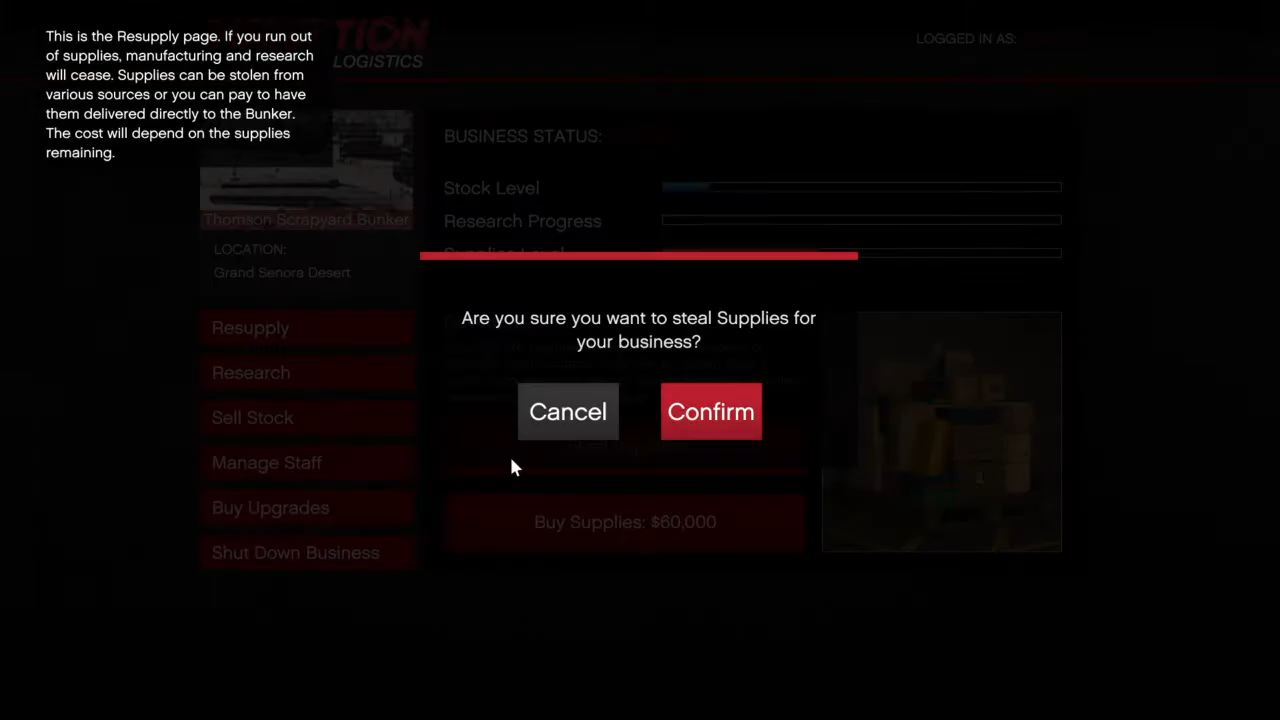 This is the Resupply page. If you run out
of supplies, manufacturing and research
will cease. Supplies can be stolen from
various sources or you can pay to have
them delivered directly to the Bunker.
The cost will depend on the supplies
remaining.
LOGISTICS
LOGGED IN AS:
Thomson Scrapyard Bunker
LOCATION:
Grand Senora Desert
Resupply
Research
Sell Stock
Manage Staff
Buy Upgrades
Shut Down Business
BUSINESS STATUS:
Stock Level
Research Progress
Supplies Level
Are you sure you want to steal Supplies for
your business?
Cancel
Confirm
Buy Supplies: $60,000